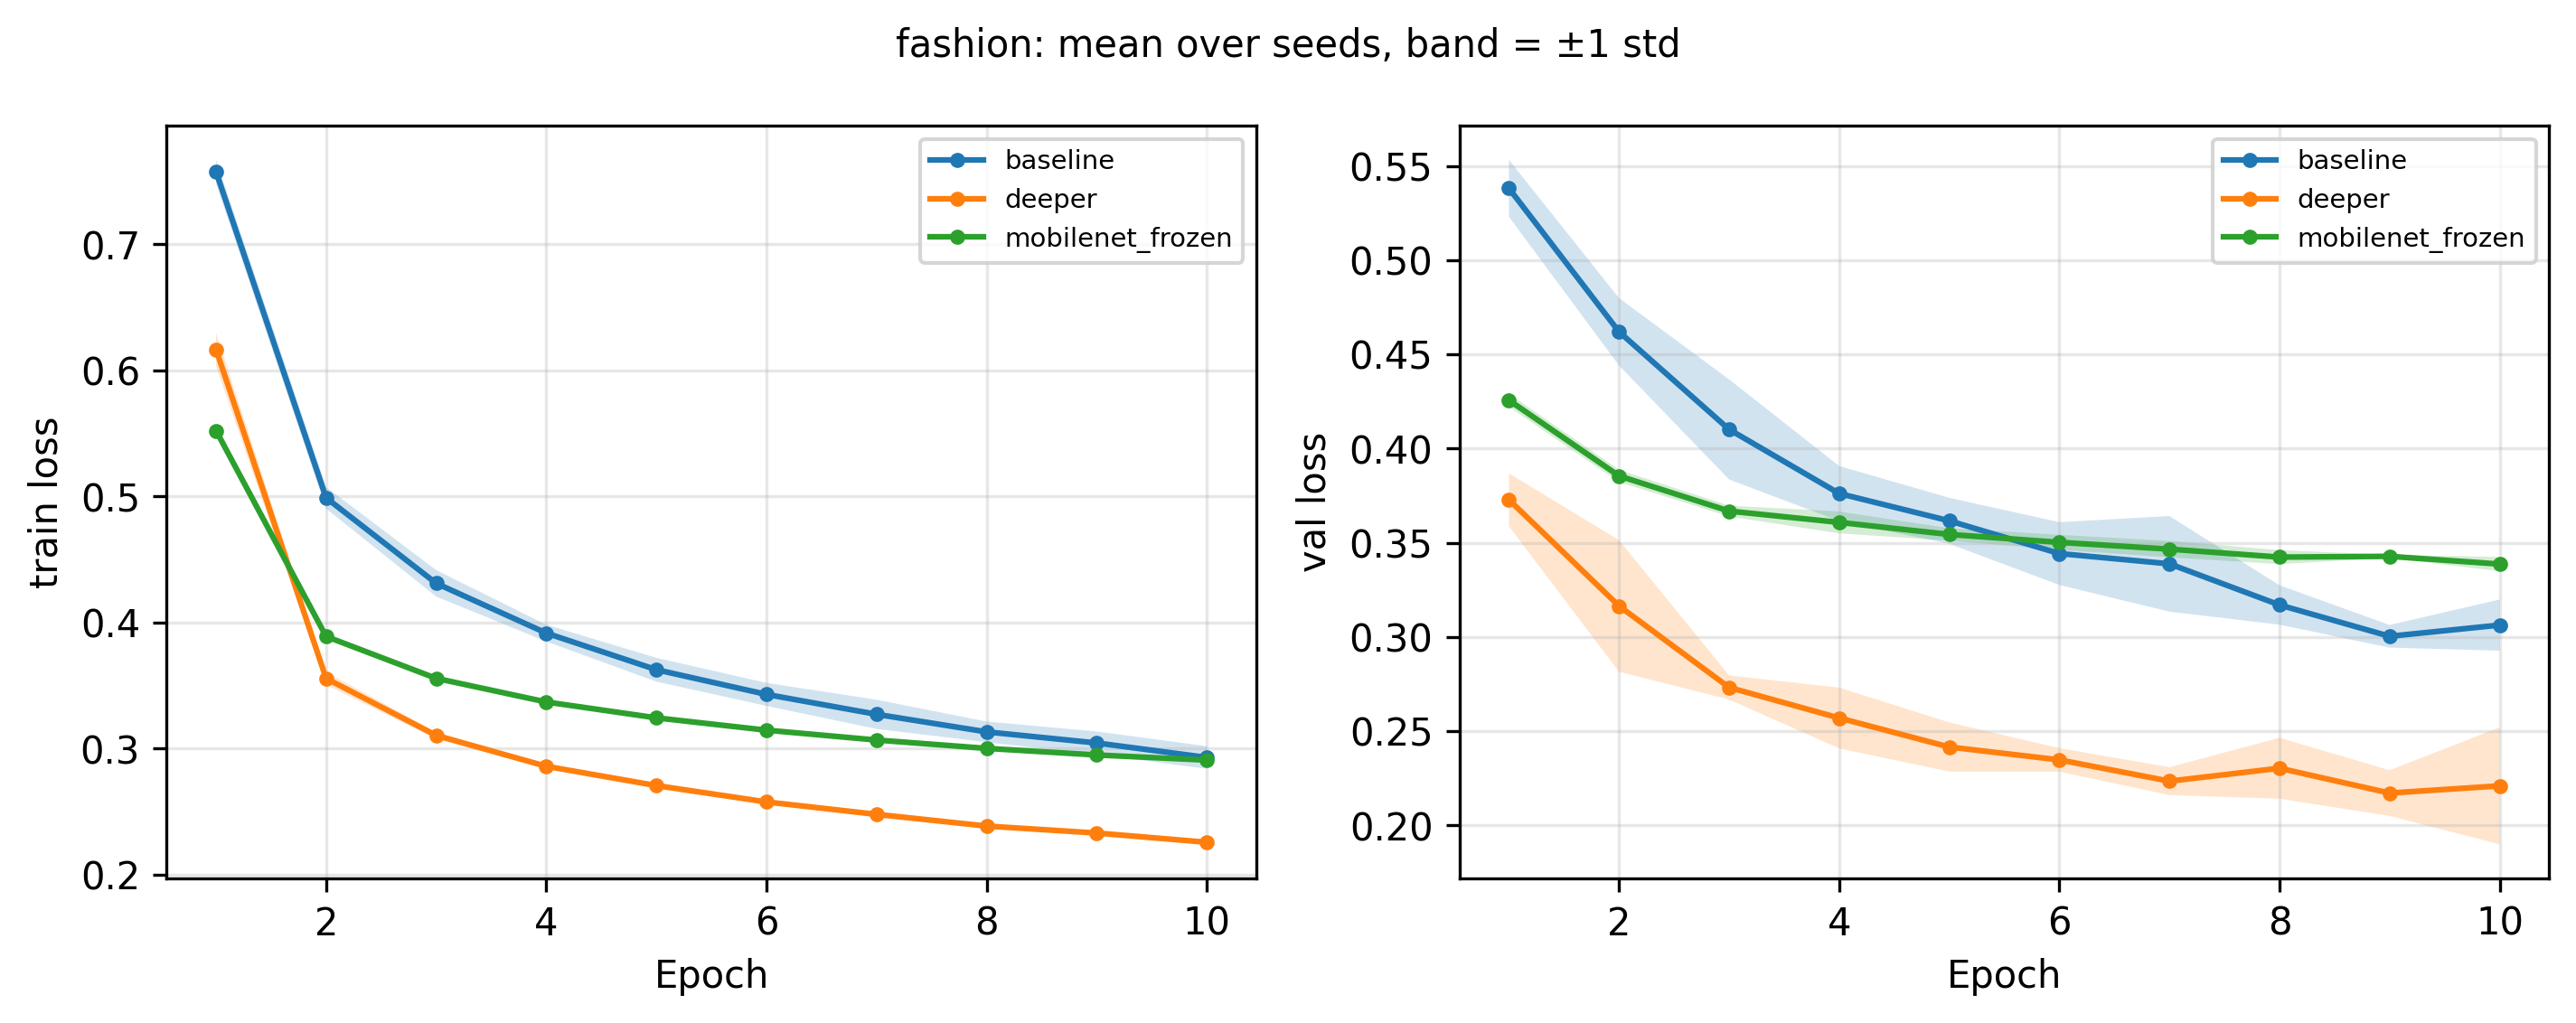 fashion: mean over seeds, band = ±1 std
baseline
deeper
mobilenet_frozen
0.7
0.6
0.5
0.4
0.3
0.2
train loss
2
4
6
8
10
Epoch
baseline
deeper
mobilenet_frozen
0.55
0.50
0.45
0.40
0.35
0.30
0.25
0.20
val loss
2
4
6
8
10
Epoch